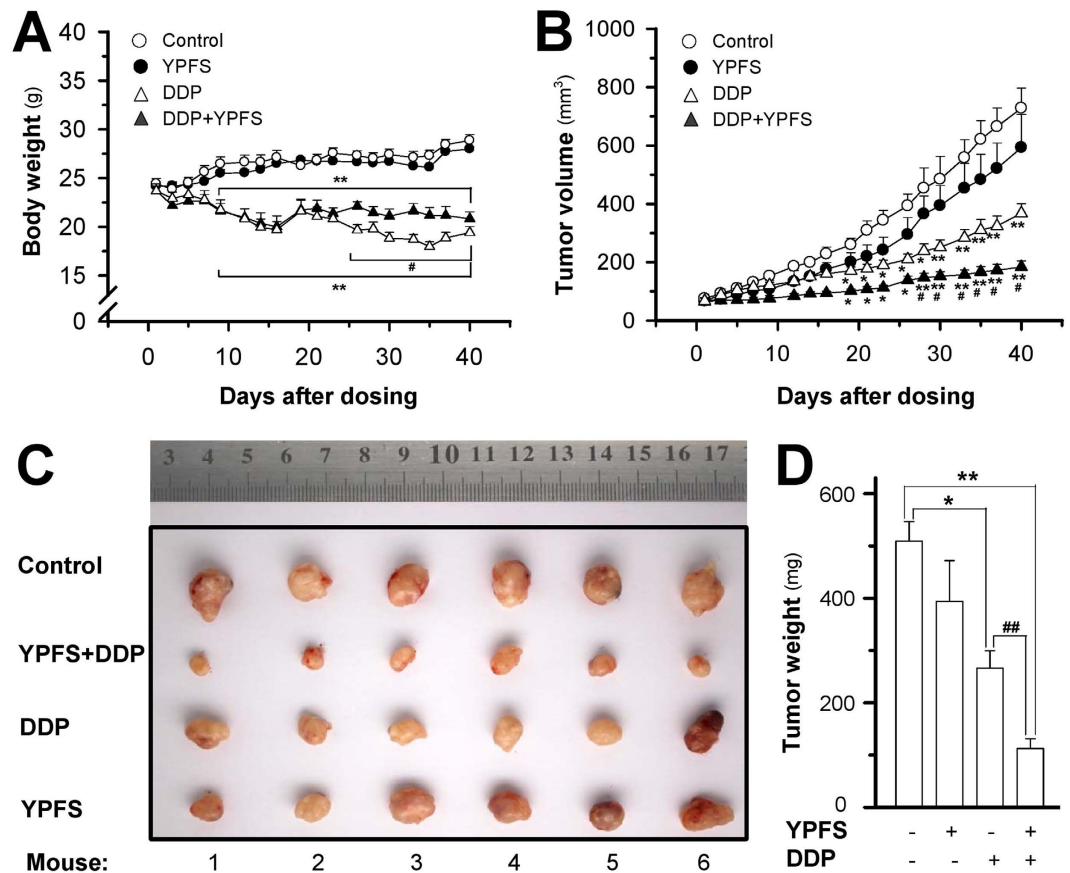 A
40
35
30
25
20
15
0
Body weight (g)
Control
YPFS
DDP
DDP+YPFS
**
#
**
0 10 20 30 40
Days after dosing
B
1000
800
600
400
200
0
Tumor volume (mm³)
Control
YPFS
DDP
DDP+YPFS
* * * * * ** ** ** ** **
* * * * ** ** ** ** ** **
# # # # # #
0 10 20 30 40
Days after dosing
C
3 4 5 6 7 8 9 10 11 12 13 14 15 16 17
Control
YPFS+DDP
DDP
YPFS
Mouse: 1 2 3 4 5 6
D
600
400
200
0
Tumor weight (mg)
**
*
##
YPFS - + - +
DDP - - + +